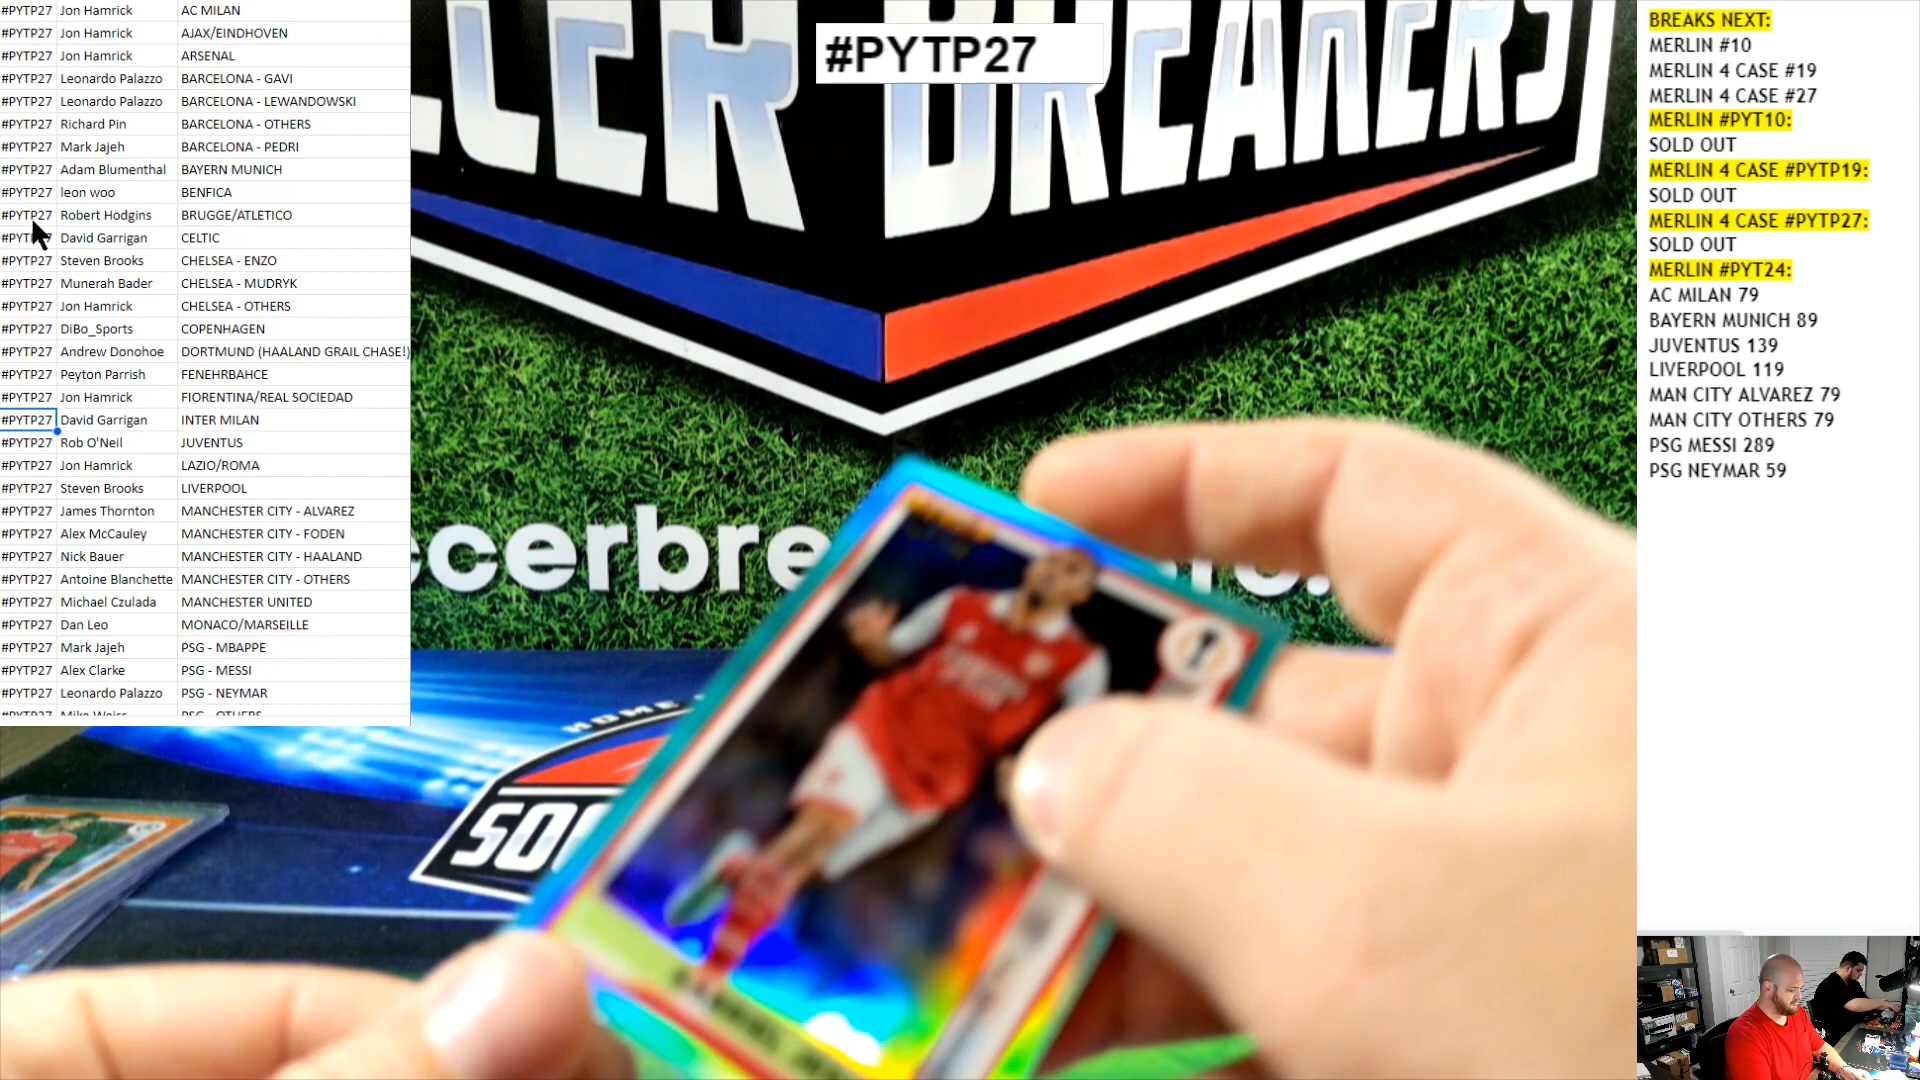 #PYTP27 Jon Hamrick AC MILAN
#PYTP27 Jon Hamrick AJAX/EINDHOVEN
#PYTP27 Jon Hamrick ARSENAL
#PYTP27 Leonardo Palazzo BARCELONA - GAVI
#PYTP27 Leonardo Palazzo BARCELONA - LEWANDOWSKI
#PYTP27 Richard Pin BARCELONA - OTHERS
#PYTP27 Mark Jajeh BARCELONA - PEDRI
#PYTP27 Adam Blumenthal BAYERN MUNICH
#PYTP27 leon woo BENFICA
#PYTP27 Robert Hodgins BRUGGE/ATLETICO
David Garrigan CELTIC
#PYTP27 Steven Brooks CHELSEA - ENZO
#PYTP27 Munerah Bader CHELSEA - MUDRYK
#PYTP27 Jon Hamrick CHELSEA - OTHERS
#PYTP27 DiBo_Sports COPENHAGEN
#PYTP27 Andrew Donohoe DORTMUND (HAALAND GRAIL CHASE!)
#PYTP27 Peyton Parrish FENEHRBAHCE
#PYTP27 Jon Hamrick FIORENTINA/REAL SOCIEDAD
#PYTP27 David Garrigan INTER MILAN
#PYTP27 Rob O'Neil JUVENTUS
#PYTP27 Jon Hamrick LAZIO/ROMA
#PYTP27 Steven Brooks LIVERPOOL
#PYTP27 James Thornton MANCHESTER CITY - ALVAREZ
#PYTP27 Alex McCauley MANCHESTER CITY - FODEN
#PYTP27 Nick Bauer MANCHESTER CITY - HAALAND
#PYTP27 Antoine Blanchette MANCHESTER CITY - OTHERS
#PYTP27 Michael Czulada MANCHESTER UNITED
#PYTP27 Dan Leo MONACO/MARSEILLE
#PYTP27 Mark Jajeh PSG - MBAPPE
#PYTP27 Alex Clarke PSG - MESSI
#PYTP27 Leonardo Palazzo PSG - NEYMAR
#PYTP27 Mike Weiss PSG - OTHERS
#PYTP27
CCER BREAKERS
ccerbre
HOME
SOC
BREAKS NEXT:
MERLIN #10
MERLIN 4 CASE #19
MERLIN 4 CASE #27
MERLIN #PYT10:
SOLD OUT
MERLIN 4 CASE #PYTP19:
SOLD OUT
MERLIN 4 CASE #PYTP27:
SOLD OUT
MERLIN #PYT24:
AC MILAN 79
BAYERN MUNICH 89
JUVENTUS 139
LIVERPOOL 119
MAN CITY ALVAREZ 79
MAN CITY OTHERS 79
PSG MESSI 289
PSG NEYMAR 59